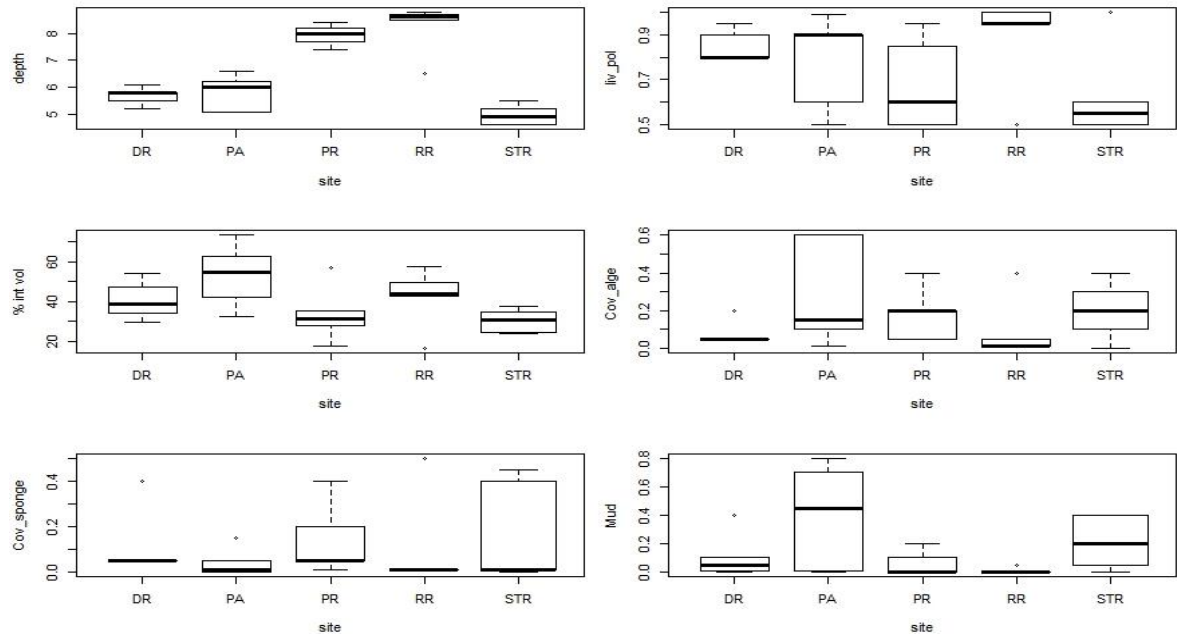 depth
8
7
6
5
DR PA PR RR STR
site
liv_pol
0.9
0.7
0.5
DR PA PR RR STR
site
% int vol
60
40
20
DR PA PR RR STR
site
Cov_alge
0.6
0.4
0.2
0.0
DR PA PR RR STR
site
Cov_sponge
0.4
0.2
0.0
DR PA PR RR STR
site
Mud
0.8
0.6
0.4
0.2
0.0
DR PA PR RR STR
site